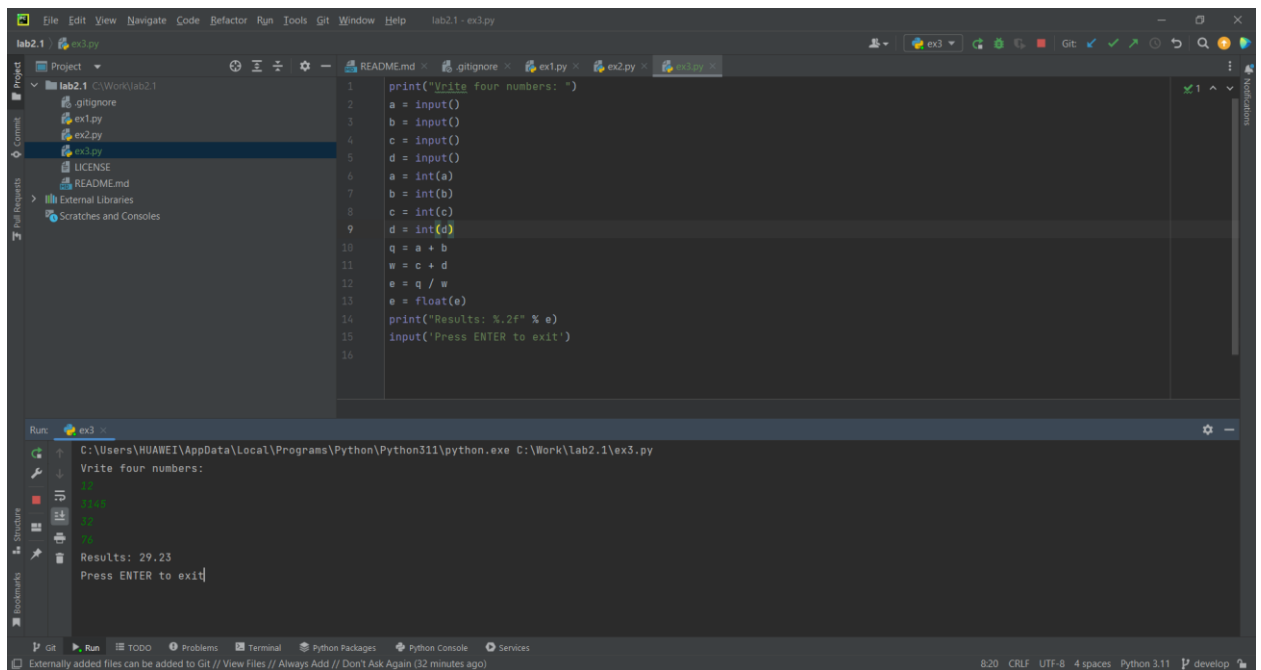 File Edit View Navigate Code Refactor Run Tools Git Window Help lab2.1 - ex3.py
lab2.1 ex3.py ex3 Git:
Project README.md .gitignore ex1.py ex2.py ex3.py
Project
Commit
Pull Requests
lab2.1 C:\Work\lab2.1
.gitignore
ex1.py
ex2.py
ex3.py
LICENSE
README.md
External Libraries
Scratches and Consoles
1 print("Vrite four numbers: ")
2 a = input()
3 b = input()
4 c = input()
5 d = input()
6 a = int(a)
7 b = int(b)
8 c = int(c)
9 d = int(d)
10 q = a + b
11 w = c + d
12 e = q / w
13 e = float(e)
14 print("Results: %.2f" % e)
15 input('Press ENTER to exit')
16
1
Notifications
Run: ex3
C:\Users\HUAWEI\AppData\Local\Programs\Python\Python311\python.exe C:\Work\lab2.1\ex3.py
Vrite four numbers:
12
3145
32
76
Results: 29.23
Press ENTER to exit
Structure
Bookmarks
Git Run TODO Problems Terminal Python Packages Python Console Services
Externally added files can be added to Git // View Files // Always Add // Don't Ask Again (32 minutes ago) 8:20 CRLF UTF-8 4 spaces Python 3.11 develop